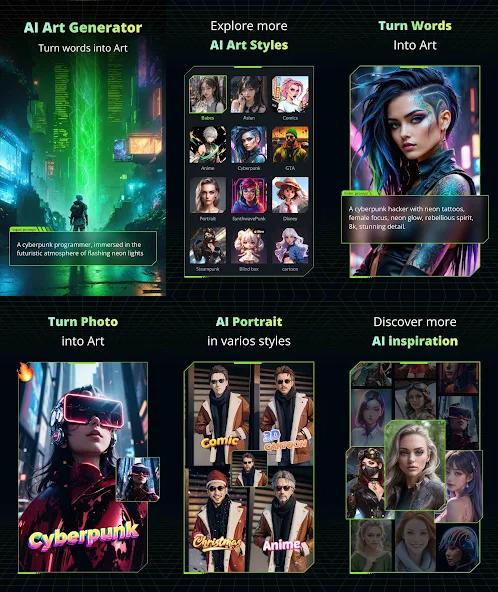 AI Art Generator
Turn words into Art
A cyberpunk programmer, immersed in the
futuristic atmosphere of flashing neon lights
Explore more
AI Art Styles
Babes
Asian
Comics
Anime
Cyberpunk
GTA
Portrait
SynthwavePunk
Disney
Steampunk
Blind box
cartoon
Turn Words
Into Art
A cyberpunk hacker with neon tattoos,
female focus, neon glow, rebellious spirit,
8k, stunning detail.
Turn Photo
into Art
Cyberpunk
AI Portrait
in varios styles
Comic
3D
CARTOON
Christmas
Anime
Discover more
AI inspiration